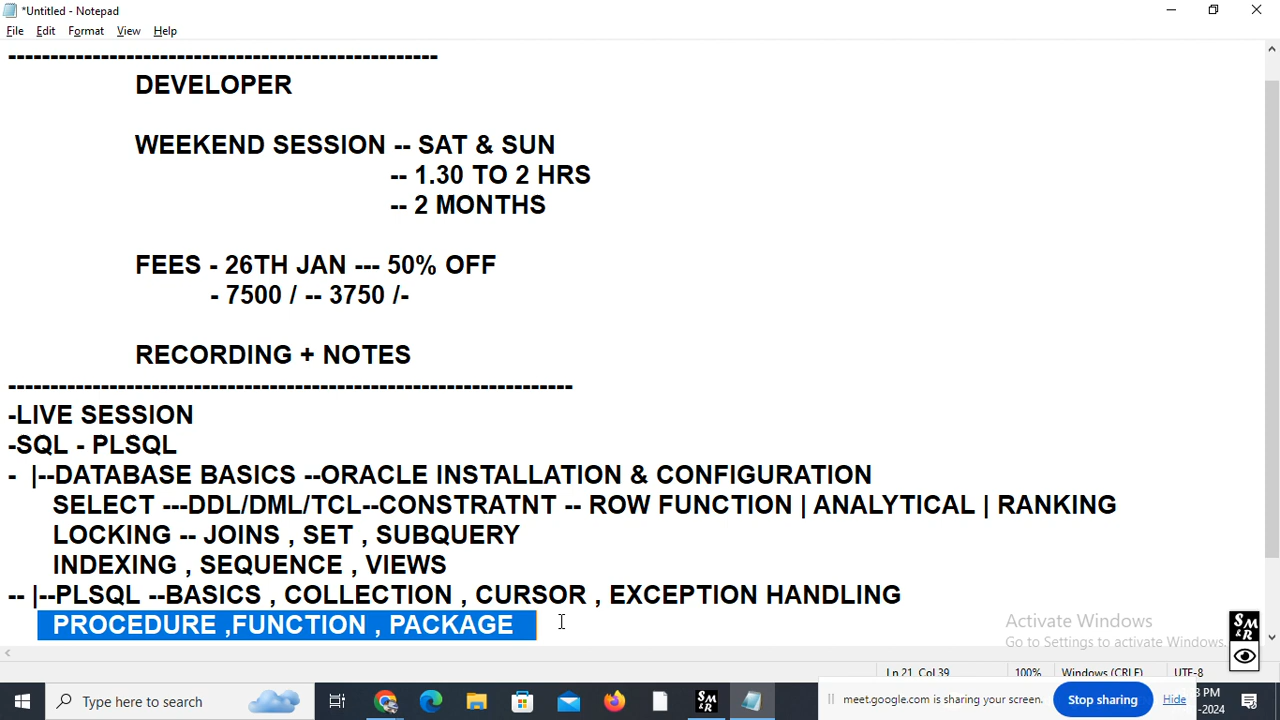 *Untitled - Notepad
File Edit Format View Help
-------------------------------------------------
DEVELOPER
WEEKEND SESSION -- SAT & SUN
-- 1.30 TO 2 HRS
-- 2 MONTHS
FEES - 26TH JAN --- 50% OFF
- 7500 / -- 3750 /-
RECORDING + NOTES
-----------------------------------------------------------------
-LIVE SESSION
-SQL - PLSQL
- |--DATABASE BASICS --ORACLE INSTALLATION & CONFIGURATION
SELECT ---DDL/DML/TCL--CONSTRATNT -- ROW FUNCTION | ANALYTICAL | RANKING
LOCKING -- JOINS , SET , SUBQUERY
INDEXING , SEQUENCE , VIEWS
-- |--PLSQL --BASICS , COLLECTION , CURSOR , EXCEPTION HANDLING
PROCEDURE ,FUNCTION , PACKAGE
Activate Windows
Go to Settings to activate Windows.
SM
&R
Ln 21, Col 39 100% Windows (CRLF) UTF-8
Type here to search
SM
&R
meet.google.com is sharing your screen. Stop sharing Hide
PM
-2024